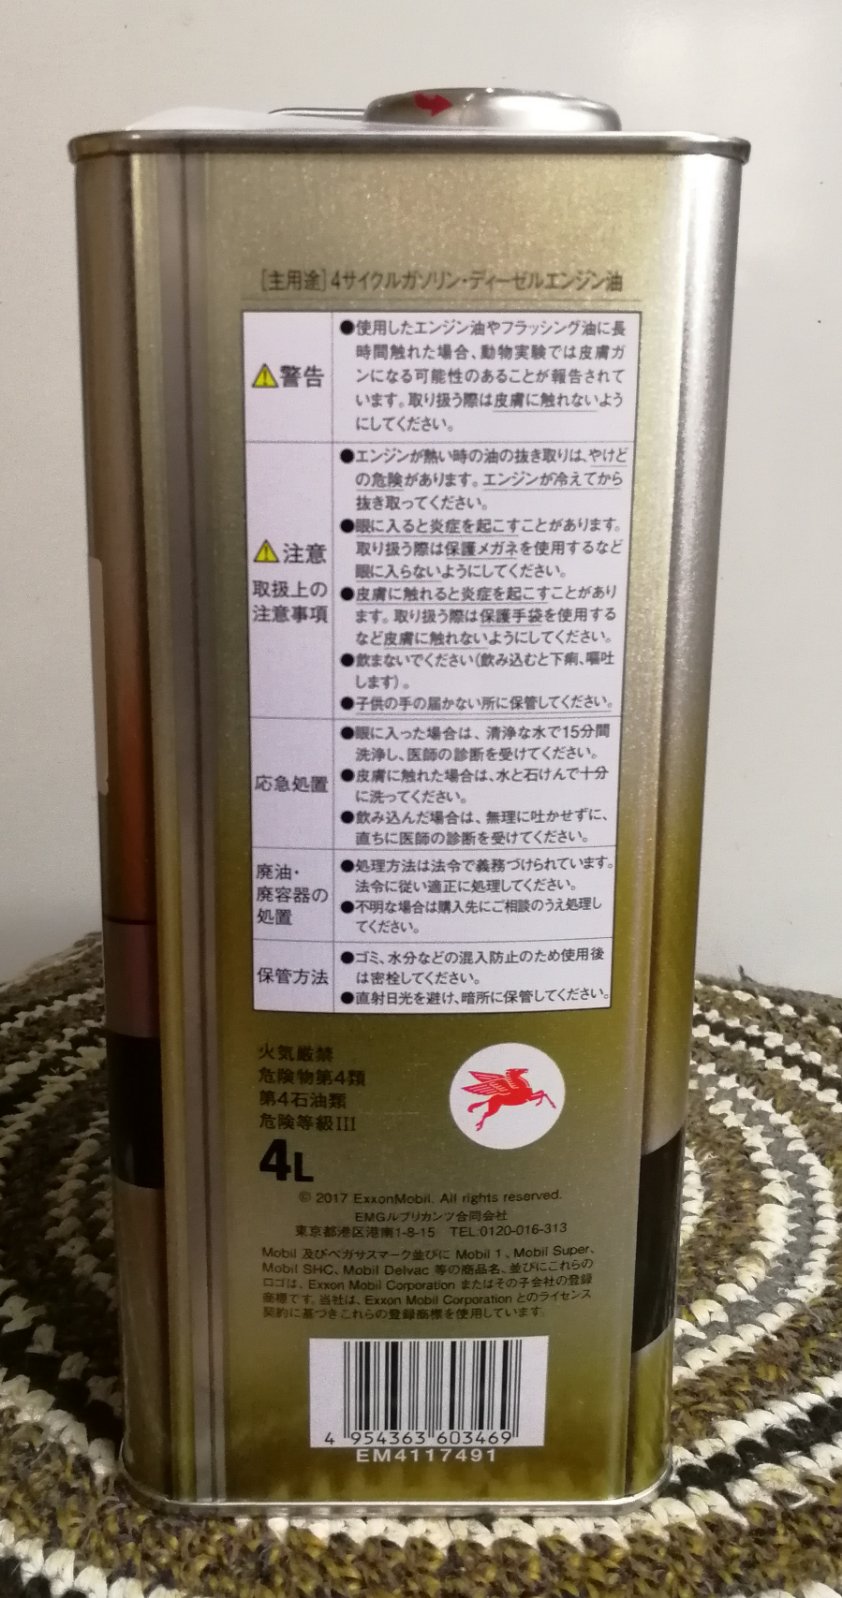 [主用途]4サイクルガソリン・ディーゼルエンジン油
警告
●使用したエンジン油やフラッシング油に長
時間触れた場合、動物実験では皮膚ガ
ンになる可能性のあることが報告されて
います。取り扱う際は皮膚に触れないよう
にしてください。
注意
取扱上の
注意事項
●エンジンが熱い時の油の抜き取りは、やけど
の危険があります。エンジンが冷えてから
抜き取ってください。
●眼に入ると炎症を起こすことがあります。
取り扱う際は保護メガネを使用するなど
眼に入らないようにしてください。
●皮膚に触れると炎症を起こすことがあり
ます。取り扱う際は保護手袋を使用する
など皮膚に触れないようにしてください。
●飲まないでください(飲み込むと下痢、嘔吐
します)。
●子供の手の届かない所に保管してください。
応急処置
●眼に入った場合は、清浄な水で15分間
洗浄し、医師の診断を受けてください。
●皮膚に触れた場合は、水と石けんで十分
に洗ってください。
●飲み込んだ場合は、無理に吐かせずに、
直ちに医師の診断を受けてください。
廃油・
廃容器の
処置
●処理方法は法令で義務づけられています。
法令に従い適正に処理してください。
●不明な場合は購入先にご相談のうえ処理し
てください。
保管方法
●ゴミ、水分などの混入防止のため使用後
は密栓してください。
●直射日光を避け、暗所に保管してください。
火気厳禁
危険物第4類
第4石油類
危険等級III
4L
© 2017 ExxonMobil. All rights reserved.
EMGルブリカンツ合同会社
東京都港区港南1-8-15 TEL.0120-016-313
Mobil 及びペガサスマーク並びに Mobil 1、Mobil Super、
Mobil SHC、Mobil Delvac 等の商品名、並びにこれらの
ロゴは、Exxon Mobil Corporation またはその子会社の登録
商標です。当社は、Exxon Mobil Corporation とのライセンス
契約に基づきこれらの登録商標を使用しています。
4 954363 603469
EM4117491